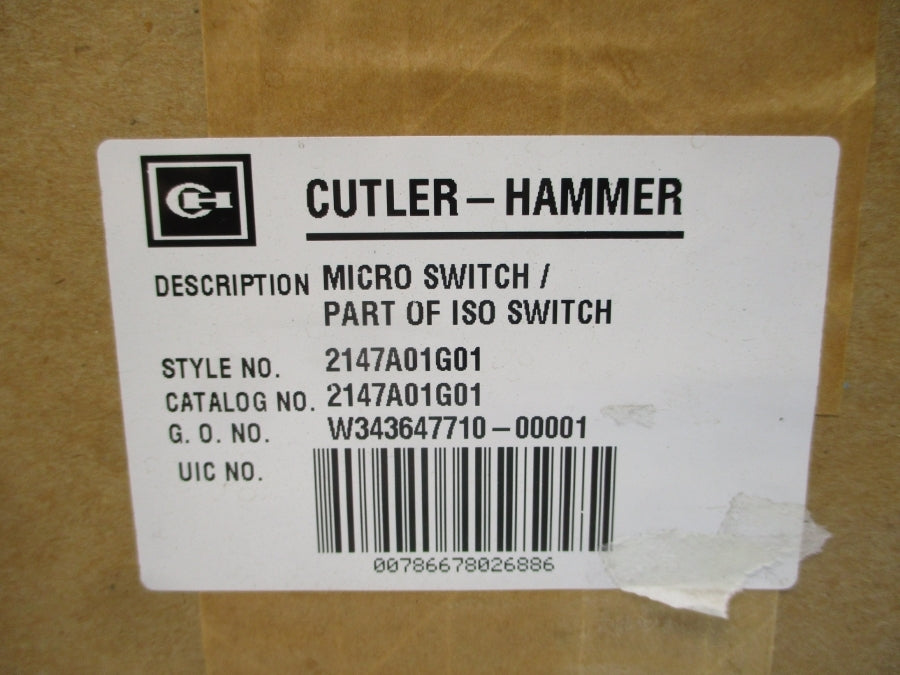 CH
CUTLER-HAMMER
DESCRIPTION MICRO SWITCH /
PART OF ISO SWITCH
STYLE NO. 2147A01G01
CATALOG NO. 2147A01G01
G. O. NO. W343647710-00001
UIC NO.
00786678026886